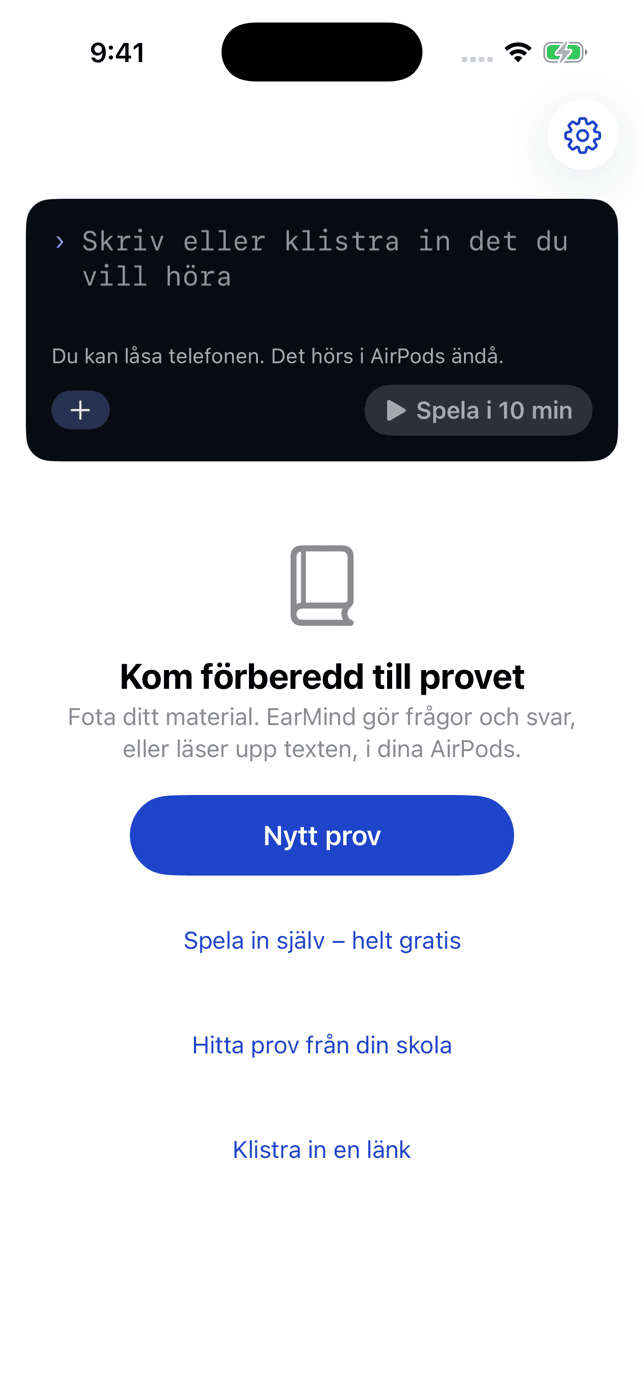 9:41
› Skriv eller klistra in det du
vill höra
Du kan låsa telefonen. Det hörs i AirPods ändå.
+
Spela i 10 min
Kom förberedd till provet
Fota ditt material. EarMind gör frågor och svar,
eller läser upp texten, i dina AirPods.
Nytt prov
Spela in själv – helt gratis
Hitta prov från din skola
Klistra in en länk